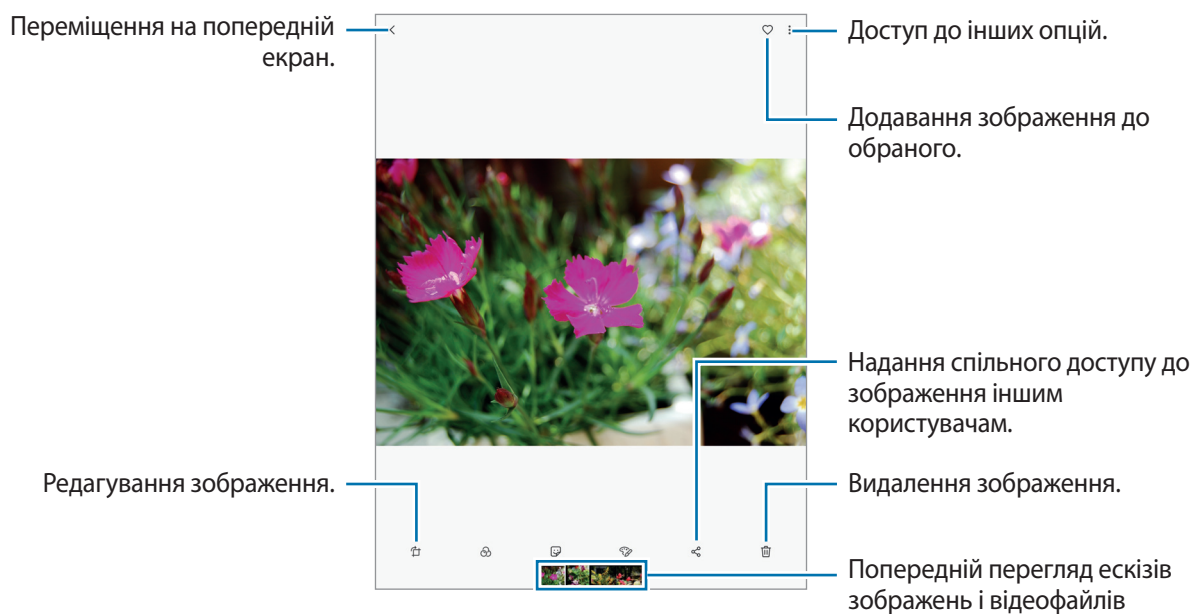 Переміщення на попередній
екран.
Доступ до інших опцій.
Додавання зображення до
обраного.
Надання спільного доступу до
зображення іншим
користувачам.
Редагування зображення.
Видалення зображення.
Попередній перегляд ескізів
зображень і відеофайлів